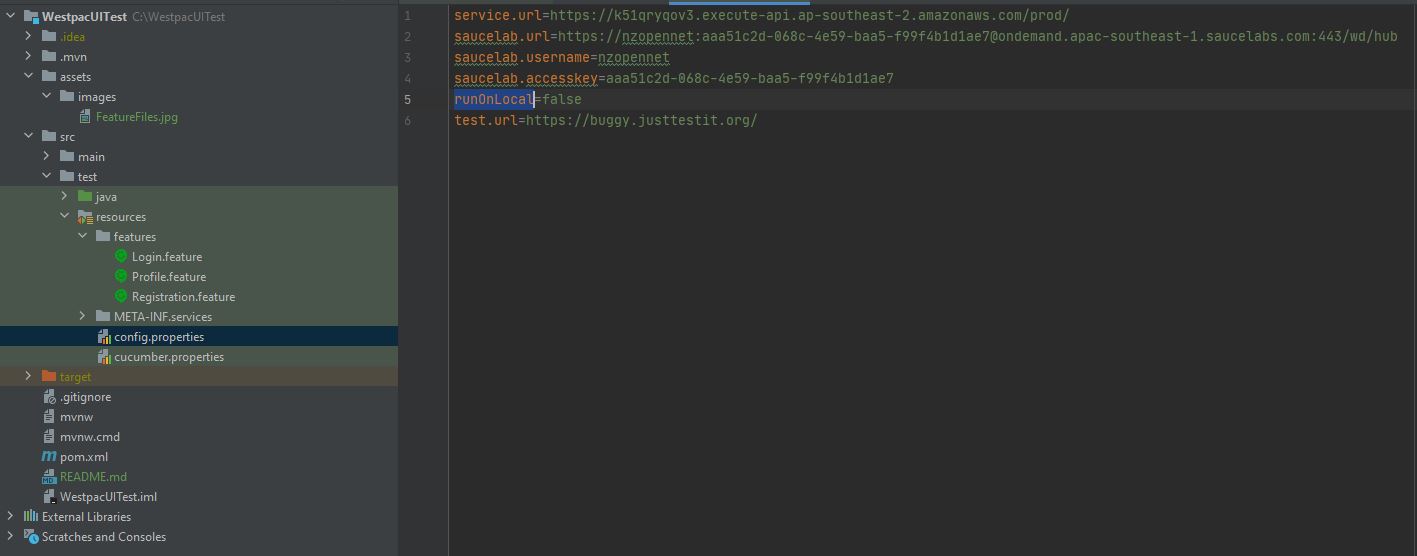 WestpacUITest C:\WestpacUITest
.idea
.mvn
assets
images
FeatureFiles.jpg
src
main
test
java
resources
features
Login.feature
Profile.feature
Registration.feature
META-INF.services
config.properties
cucumber.properties
target
.gitignore
mvnw
mvnw.cmd
pom.xml
README.md
WestpacUITest.iml
External Libraries
Scratches and Consoles
1 service.url=https://k51qryqov3.execute-api.ap-southeast-2.amazonaws.com/prod/
2 saucelab.url=https://nzopennet:aaa51c2d-068c-4e59-baa5-f99f4b1d1ae7@ondemand.apac-southeast-1.saucelabs.com:443/wd/hub
3 saucelab.username=nzopennet
4 saucelab.accesskey=aaa51c2d-068c-4e59-baa5-f99f4b1d1ae7
5 runOnLocal=false
6 test.url=https://buggy.justtestit.org/